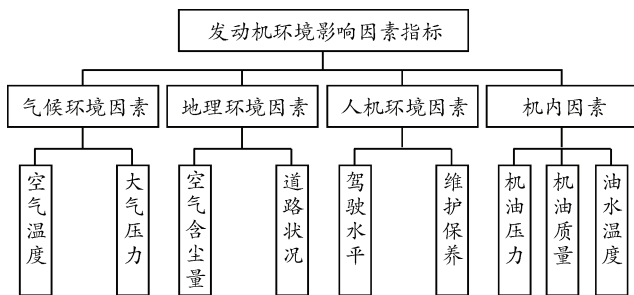 发动机环境影响因素指标
气候环境因素
地理环境因素
人机环境因素
机内因素
空气温度
大气压力
空气含尘量
道路状况
驾驶水平
维护保养
机油压力
机油质量
油水温度